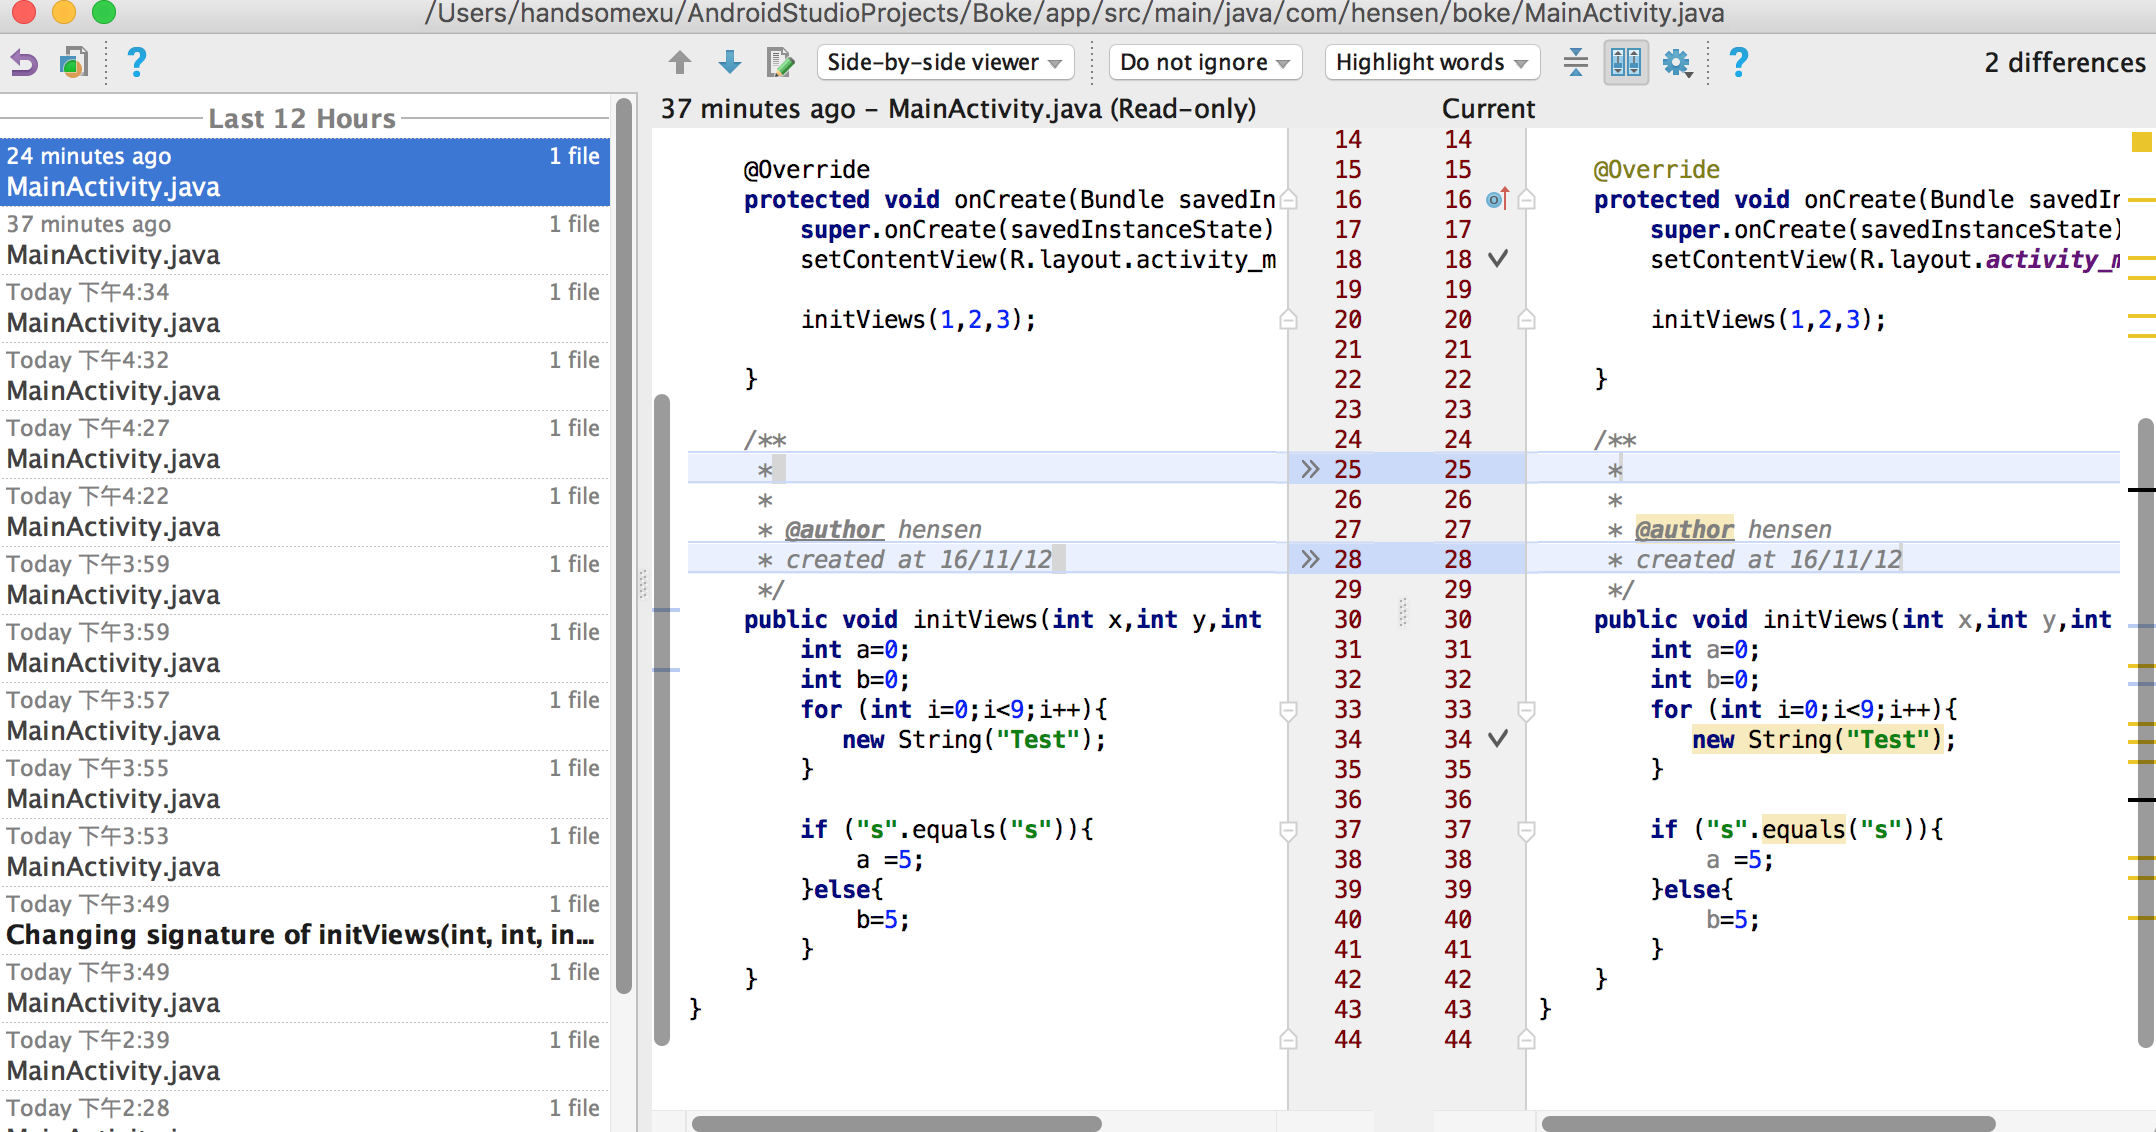 /Users/handsomexu/AndroidStudioProjects/Boke/app/src/main/java/com/hensen/boke/MainActivity.java
Side-by-side viewer Do not ignore Highlight words 2 differences
Last 12 Hours
24 minutes ago 1 file
MainActivity.java
37 minutes ago 1 file
MainActivity.java
Today 下午4:34 1 file
MainActivity.java
Today 下午4:32 1 file
MainActivity.java
Today 下午4:27 1 file
MainActivity.java
Today 下午4:22 1 file
MainActivity.java
Today 下午3:59 1 file
MainActivity.java
Today 下午3:59 1 file
MainActivity.java
Today 下午3:57 1 file
MainActivity.java
Today 下午3:55 1 file
MainActivity.java
Today 下午3:53 1 file
MainActivity.java
Today 下午3:49 1 file
Changing signature of initViews(int, int, in...
Today 下午3:49 1 file
MainActivity.java
Today 下午2:39 1 file
MainActivity.java
Today 下午2:28 1 file
37 minutes ago – MainActivity.java (Read-only) Current
14 14
@Override 15 15 @Override
protected void onCreate(Bundle savedIn 16 16 protected void onCreate(Bundle savedIn
super.onCreate(savedInstanceState) 17 17 super.onCreate(savedInstanceState)
setContentView(R.layout.activity_m 18 18 setContentView(R.layout.activity_m
19 19
initViews(1,2,3); 20 20 initViews(1,2,3);
21 21
} 22 22 }
23 23
/** 24 24 /**
* 25 25 *
* 26 26 *
* @author hensen 27 27 * @author hensen
* created at 16/11/12 28 28 * created at 16/11/12
*/ 29 29 */
public void initViews(int x,int y,int 30 30 public void initViews(int x,int y,int
int a=0; 31 31 int a=0;
int b=0; 32 32 int b=0;
for (int i=0;i<9;i++){ 33 33 for (int i=0;i<9;i++){
new String("Test"); 34 34 new String("Test");
} 35 35 }
36 36
if ("s".equals("s")){ 37 37 if ("s".equals("s")){
a =5; 38 38 a =5;
}else{ 39 39 }else{
b=5; 40 40 b=5;
} 41 41 }
} 42 42 }
} 43 43 }
44 44